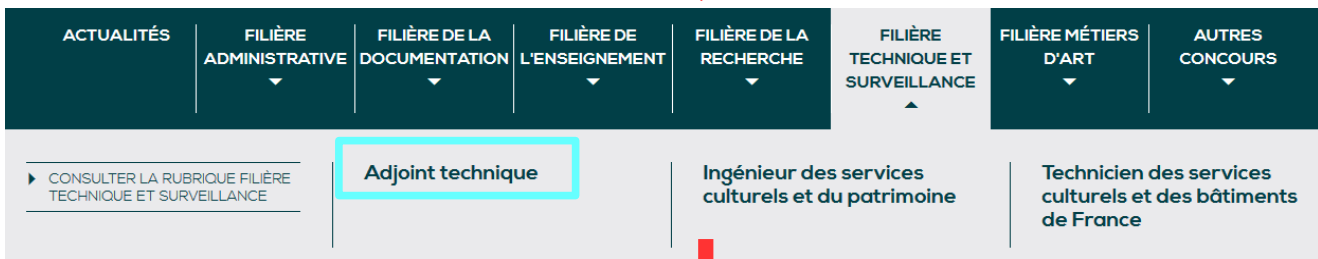 ACTUALITÉS
FILIÈRE
ADMINISTRATIVE
FILIÈRE DE LA
DOCUMENTATION
FILIÈRE DE
L'ENSEIGNEMENT
FILIÈRE DE LA
RECHERCHE
FILIÈRE
TECHNIQUE ET
SURVEILLANCE
FILIÈRE MÉTIERS
D'ART
AUTRES
CONCOURS
CONSULTER LA RUBRIQUE FILIÈRE
TECHNIQUE ET SURVEILLANCE
Adjoint technique
Ingénieur des services
culturels et du patrimoine
Technicien des services
culturels et des bâtiments
de France